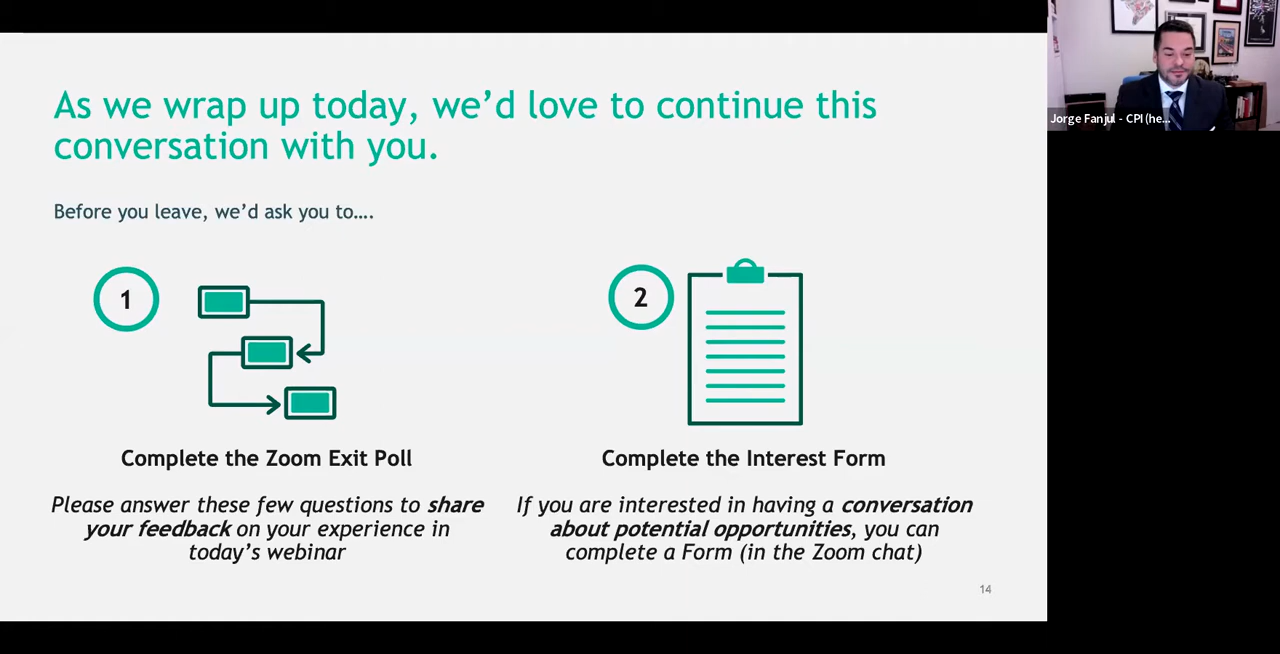 As we wrap up today, we’d love to continue this
conversation with you.
Before you leave, we’d ask you to….
1
2
Complete the Zoom Exit Poll
Complete the Interest Form
Please answer these few questions to share
your feedback on your experience in
today’s webinar
If you are interested in having a conversation
about potential opportunities, you can
complete a Form (in the Zoom chat)
14
Jorge Fanjul - CPI (he...